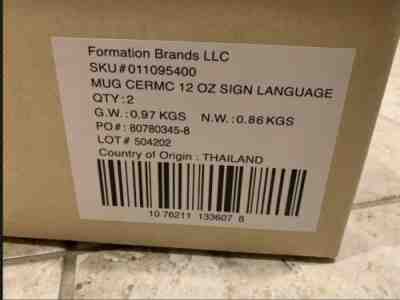 Formation Brands LLC
SKU#011095400
MUG CERMC 12 OZ SIGN LANGUAGE
QTY:2
G.W.:0.97 KGS N.W.:0.86 KGS
PO#: 80780345-8
LOT# 504202
Country of Origin : THAILAND
10 76211 133607 8